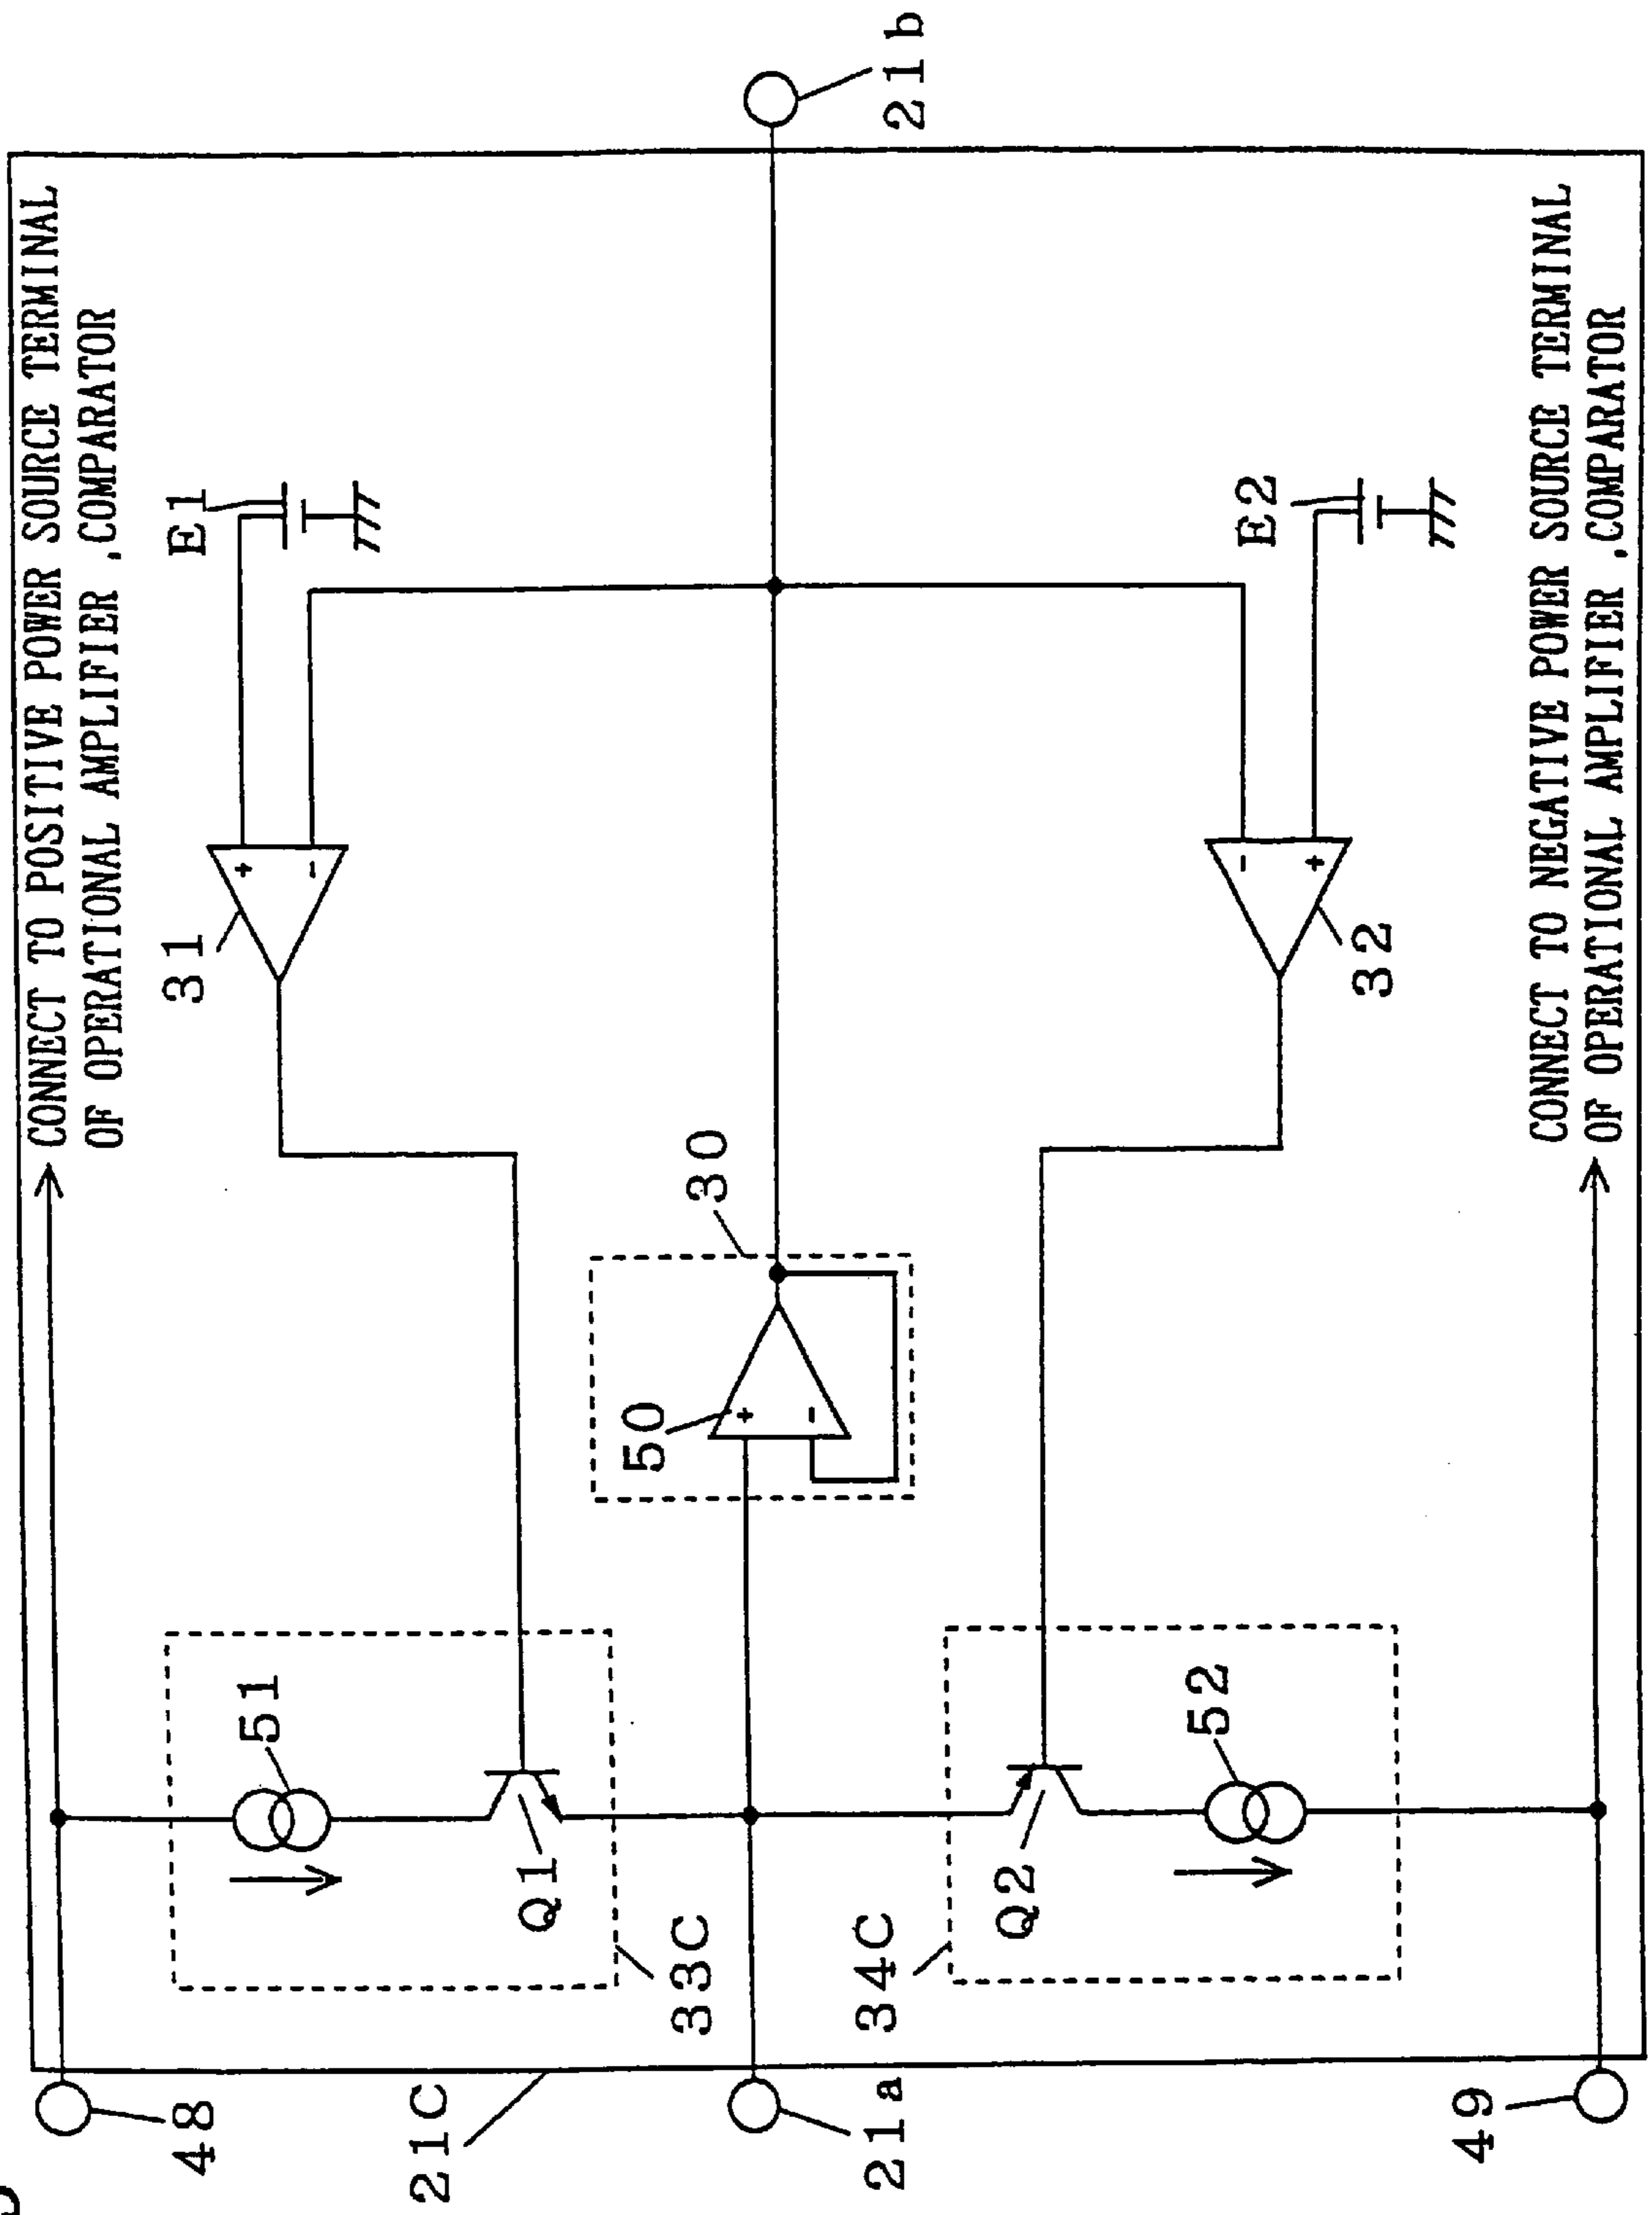 CONNECT TO POSITIVE POWER SOURCE TERMINAL
OF OPERATIONAL AMPLIFIER ,COMPARATOR
48
31
+
-
E1
51
21C
Q1
50
33C
30
+
-
21a
34C
21b
Q2
52
-
+
E2
32
49
CONNECT TO NEGATIVE POWER SOURCE TERMINAL
OF OPERATIONAL AMPLIFIER ,COMPARATOR